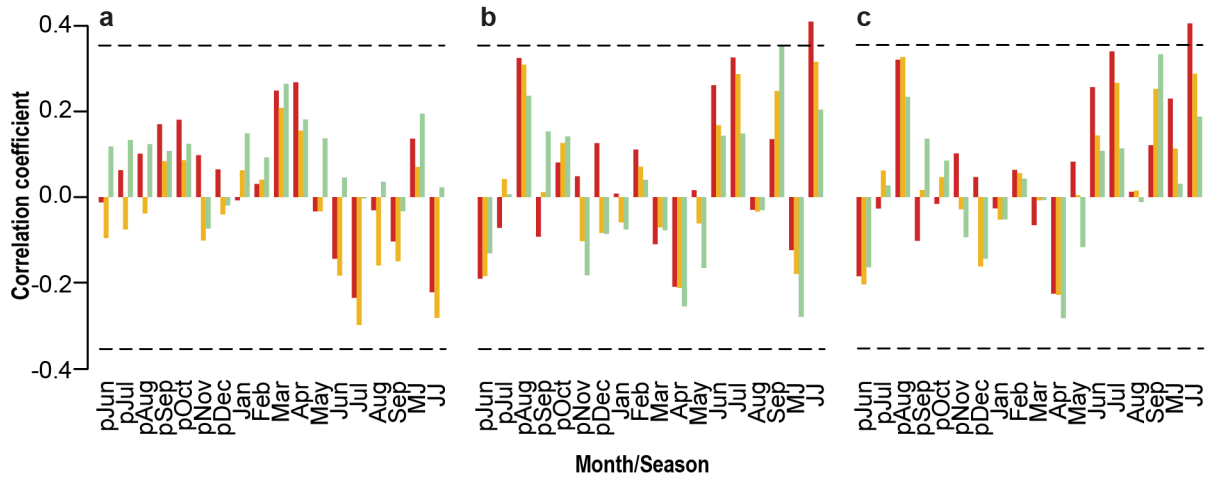 a
b
c
Correlation coefficient
0.4
0.2
0.0
-0.2
-0.4
pJun
pJul
pAug
pSep
pOct
pNov
pDec
Jan
Feb
Mar
Apr
May
Jun
Jul
Aug
Sep
MJ
JJ
pJun
pJul
pAug
pSep
pOct
pNov
pDec
Jan
Feb
Mar
Apr
May
Jun
Jul
Aug
Sep
MJ
JJ
pJun
pJul
pAug
pSep
pOct
pNov
pDec
Jan
Feb
Mar
Apr
May
Jun
Jul
Aug
Sep
MJ
JJ
Month/Season